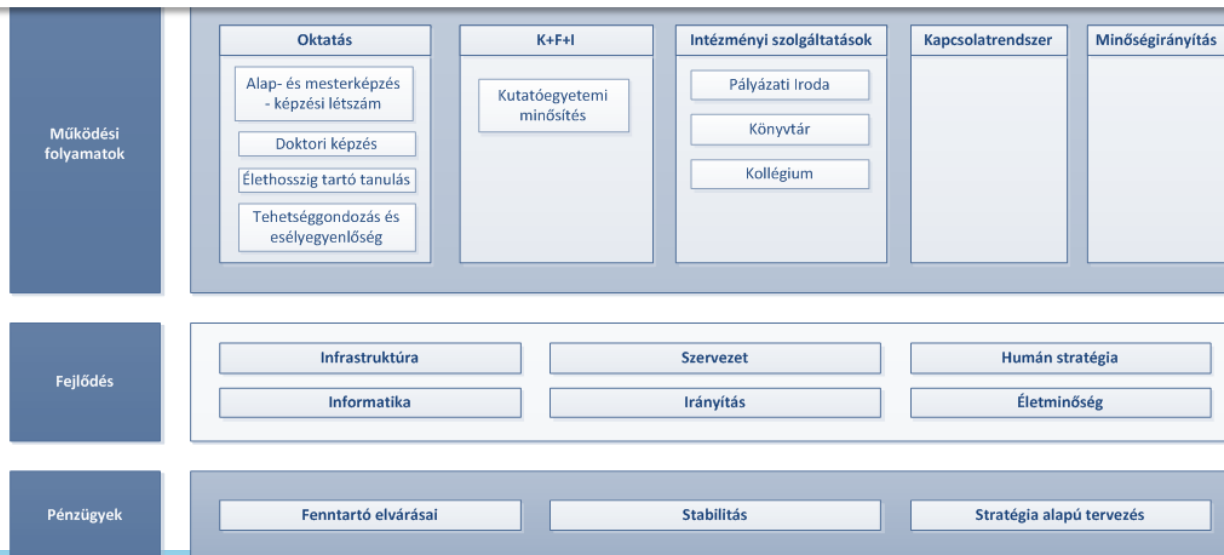 Működési
folyamatok
Oktatás
Alap- és mesterképzés
- képzési létszám
Doktori képzés
Élethosszig tartó tanulás
Tehetséggondozás és
esélyegyenlőség
K+F+I
Kutatóegyetemi
minősítés
Intézményi szolgáltatások
Pályázati Iroda
Könyvtár
Kollégium
Kapcsolatrendszer
Minőségirányítás
Fejlődés
Infrastruktúra
Szervezet
Humán stratégia
Informatika
Irányítás
Életminőség
Pénzügyek
Fenntartó elvárásai
Stabilitás
Stratégia alapú tervezés